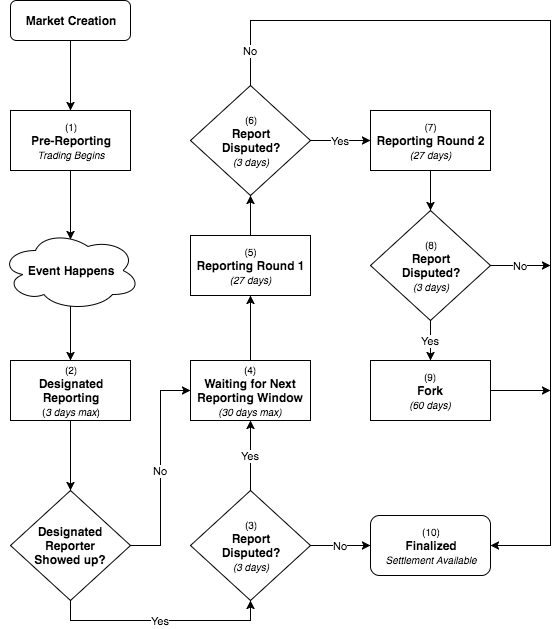 Market Creation
(1)
Pre-Reporting
Trading Begins
Event Happens
(2)
Designated
Reporting
(3 days max)
Designated
Reporter
Showed up?
No
Yes
(3)
Report
Disputed?
(3 days)
Yes
No
(4)
Waiting for Next
Reporting Window
(30 days max)
(5)
Reporting Round 1
(27 days)
(6)
Report
Disputed?
(3 days)
No
Yes
(7)
Reporting Round 2
(27 days)
(8)
Report
Disputed?
(3 days)
No
Yes
(9)
Fork
(60 days)
(10)
Finalized
Settlement Available